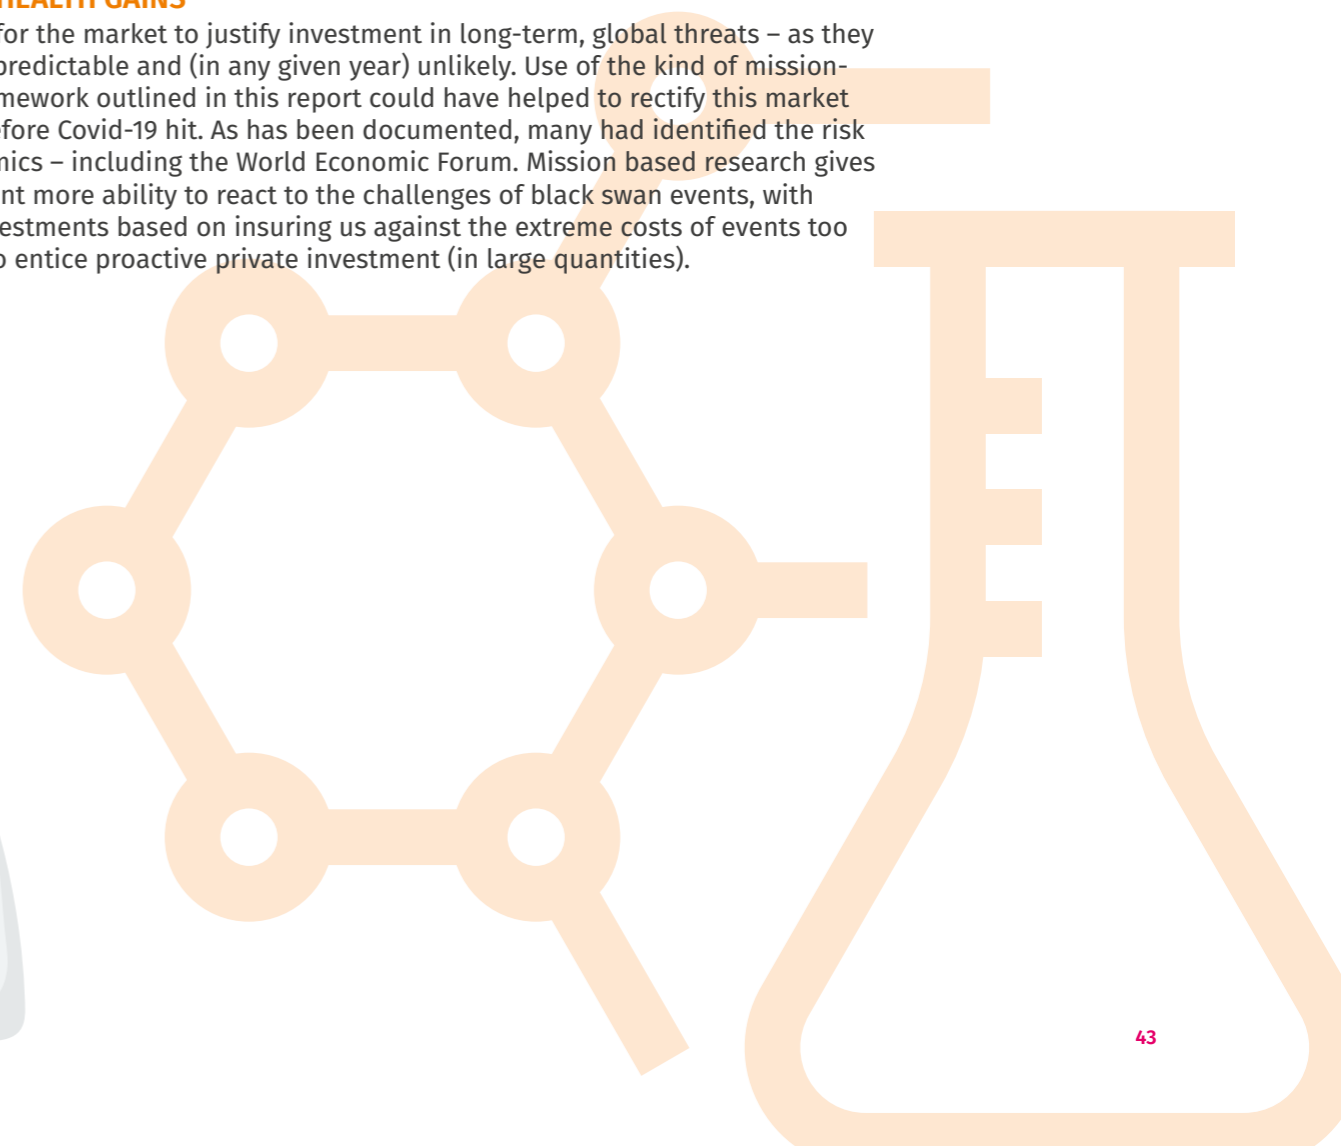 HEALTH GAINS
for the market to justify investment in long-term, global threats – as they
predictable and (in any given year) unlikely. Use of the kind of mission-
mework outlined in this report could have helped to rectify this market
efore Covid-19 hit. As has been documented, many had identified the risk
mics – including the World Economic Forum. Mission based research gives
nt more ability to react to the challenges of black swan events, with
estments based on insuring us against the extreme costs of events too
o entice proactive private investment (in large quantities).
43